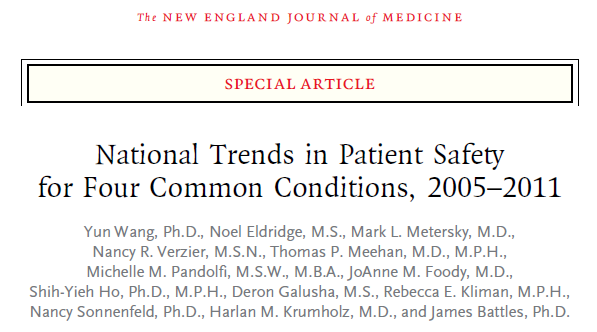 The NEW ENGLAND JOURNAL of MEDICINE
SPECIAL ARTICLE
National Trends in Patient Safety
for Four Common Conditions, 2005–2011
Yun Wang, Ph.D., Noel Eldridge, M.S., Mark L. Metersky, M.D.,
Nancy R. Verzier, M.S.N., Thomas P. Meehan, M.D., M.P.H.,
Michelle M. Pandolfi, M.S.W., M.B.A., JoAnne M. Foody, M.D.,
Shih-Yieh Ho, Ph.D., M.P.H., Deron Galusha, M.S., Rebecca E. Kliman, M.P.H.,
Nancy Sonnenfeld, Ph.D., Harlan M. Krumholz, M.D., and James Battles, Ph.D.